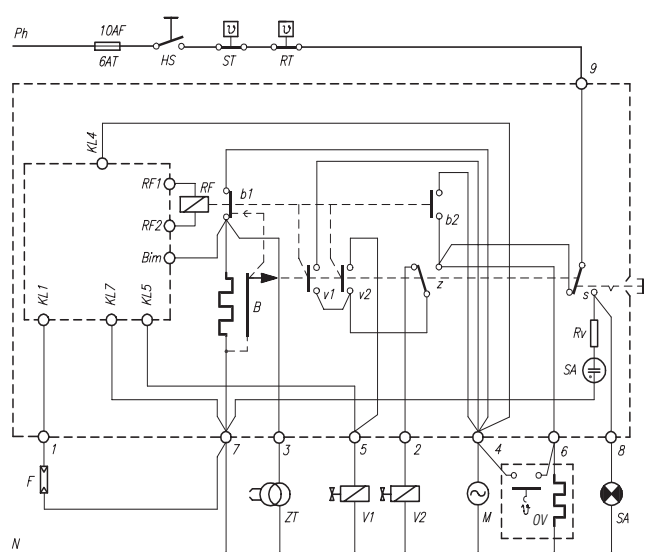 Ph
10AF
6AT
HS
ST
RT
9
KL4
RF1
RF
b1
RF2
b2
Bim
KL1
KL7
KL5
B
v1
v2
z
s
Rv
SA
1
7
3
5
2
4
6
8
F
ZT
V1
V2
M
OV
SA
N